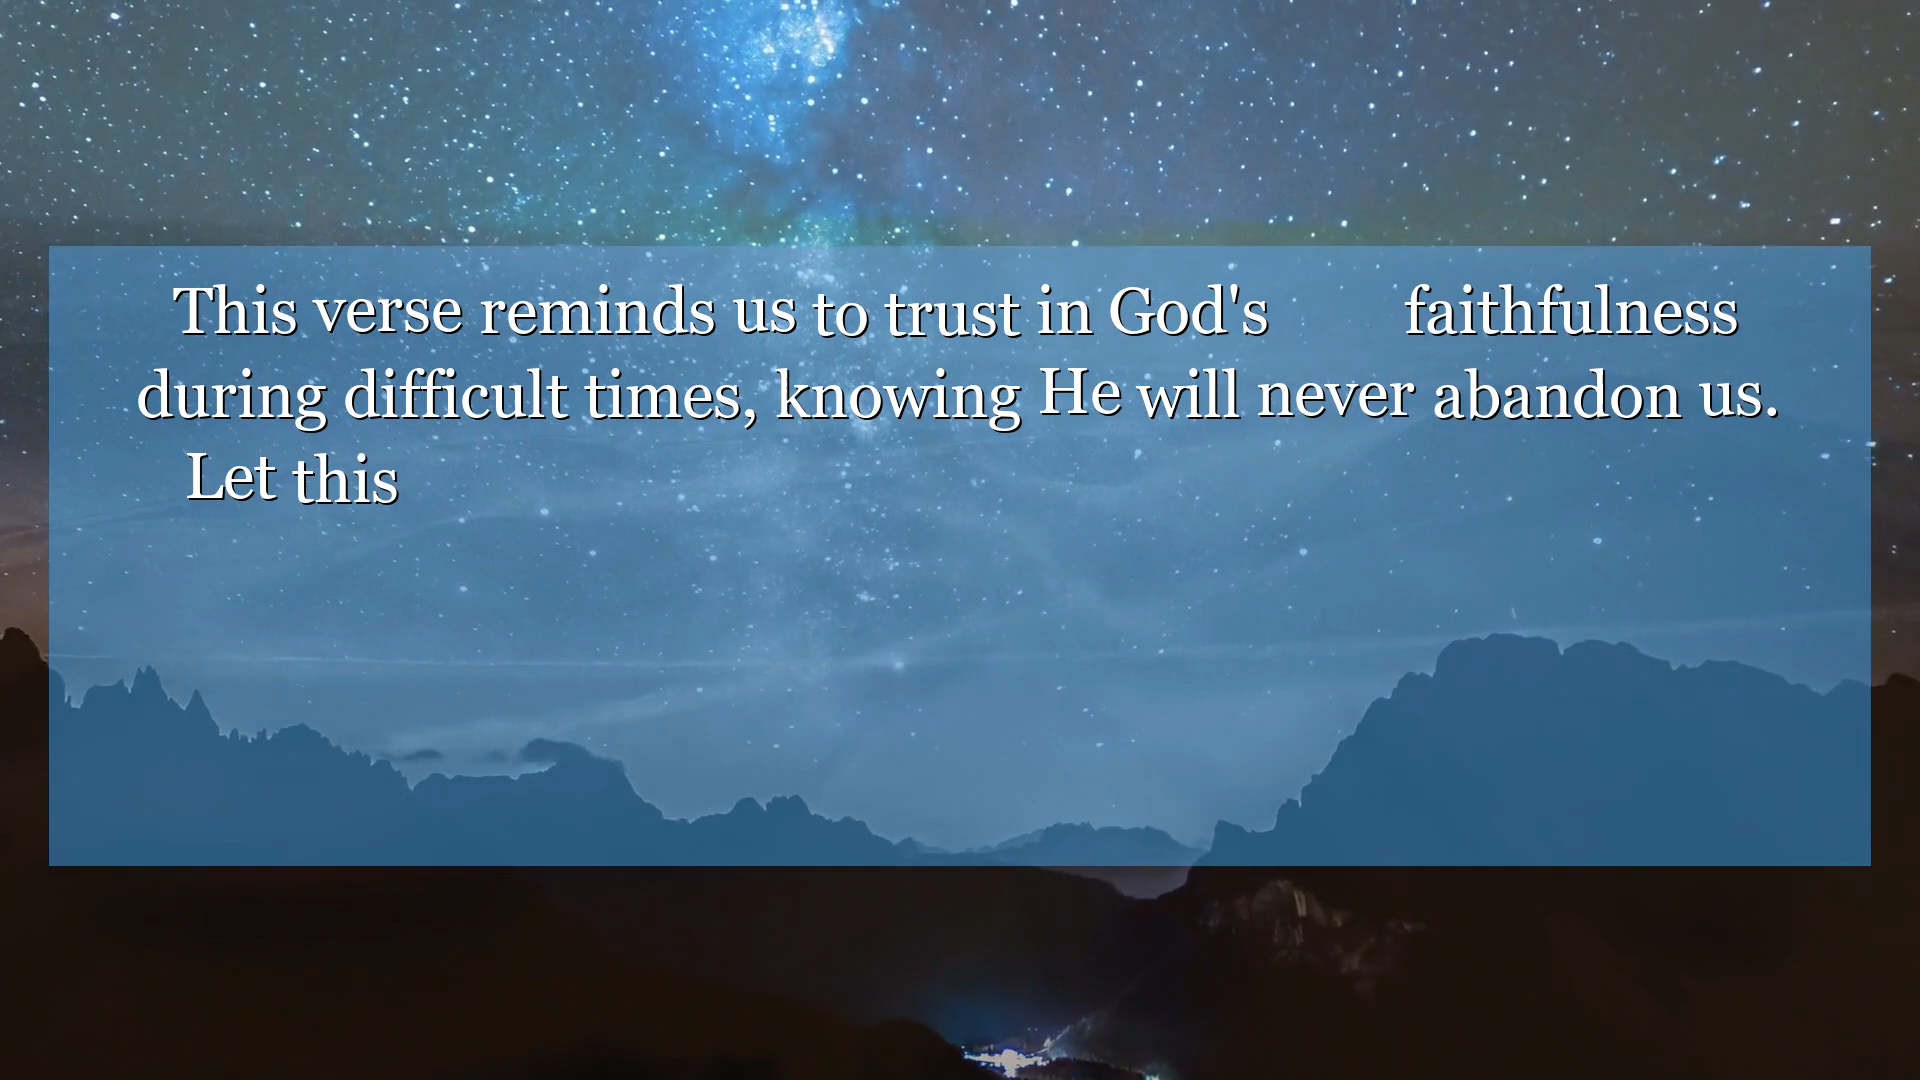 This verse reminds us to trust in God's faithfulness
during difficult times, knowing He will never abandon us.
Let this